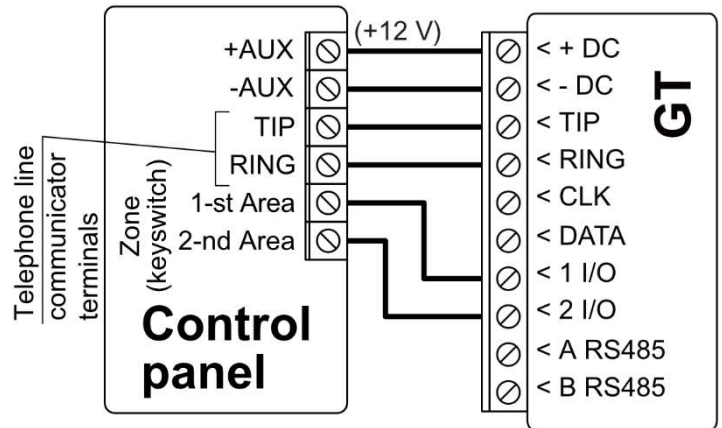 (+12 V)
+AUX
-AUX
TIP
RING
1-st Area
2-nd Area
Telephone line
communicator
terminals
Zone
(keyswitch)
Control
panel
< + DC
< - DC
< TIP
< RING
< CLK
< DATA
< 1 I/O
< 2 I/O
< A RS485
< B RS485
GT